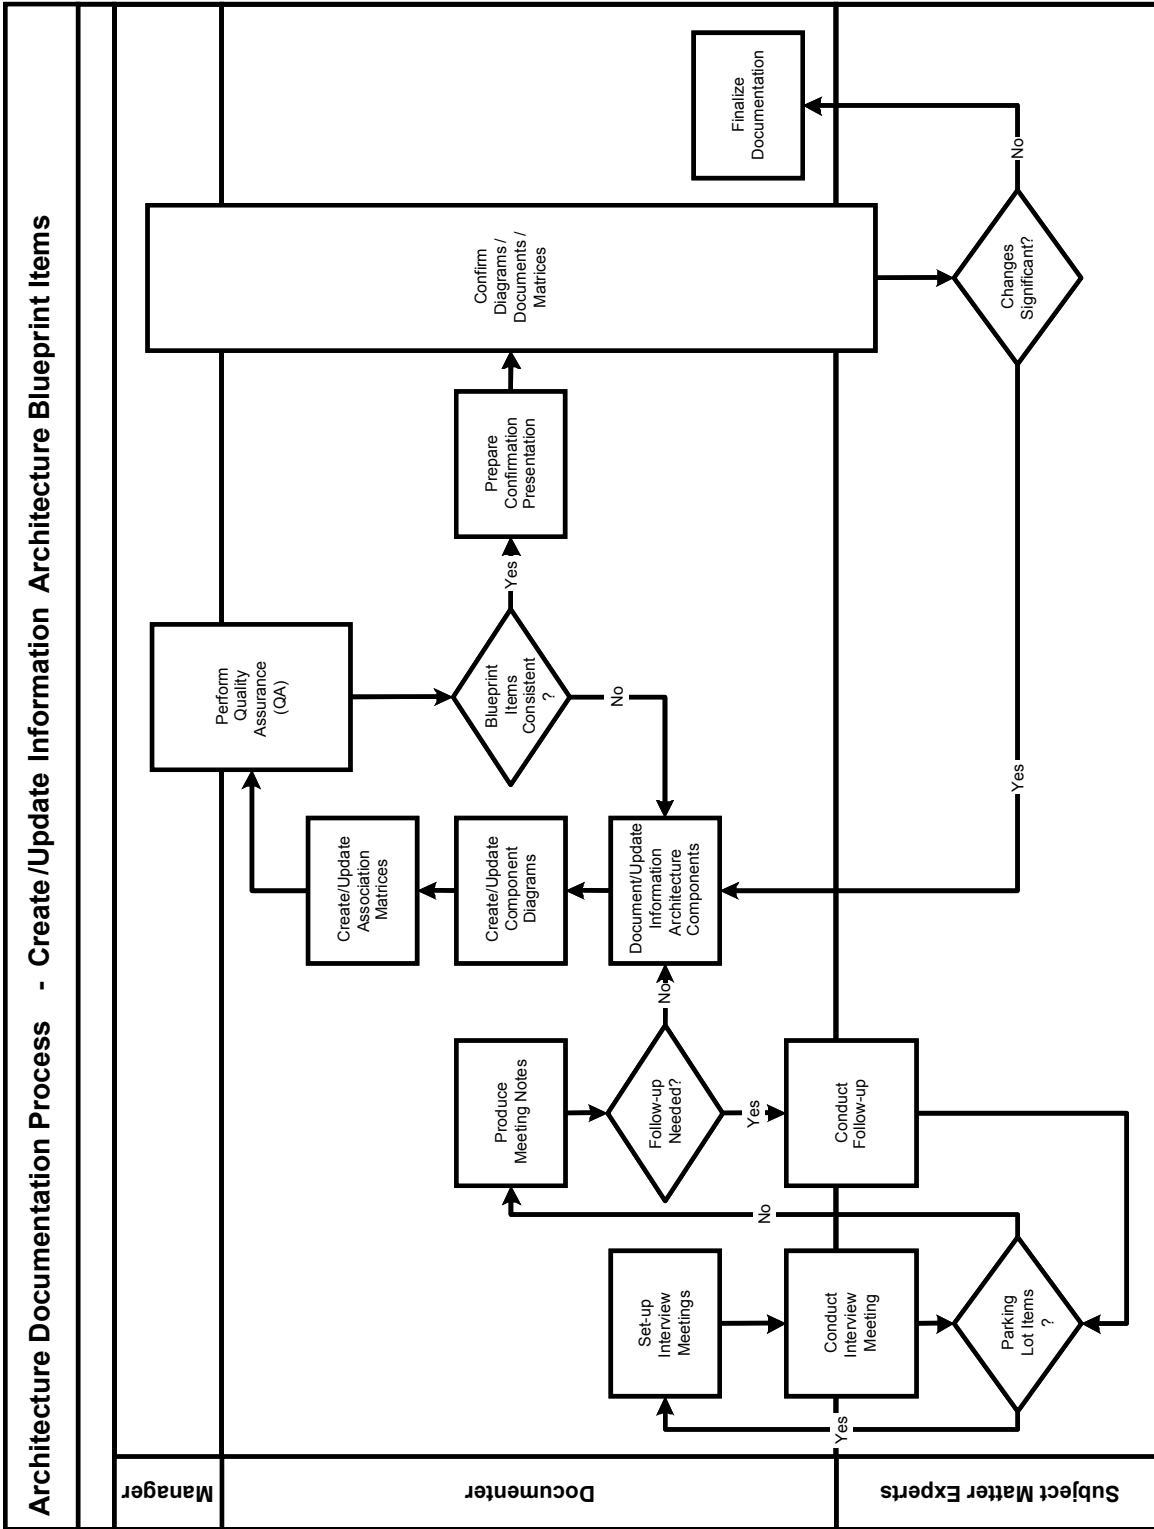 Architecture Documentation Process - Create/Update Information Architecture Blueprint Items
Manager
Documenter
Subject Matter Experts
Set-up
Interview
Meetings
Conduct
Interview
Meeting
Parking
Lot Items
?
Yes
No
Produce
Meeting Notes
Follow-up
Needed?
Yes
No
Conduct
Follow-up
Document/Update
Information
Architecture
Components
Create/Update
Component
Diagrams
Create/Update
Association
Matrices
Perform
Quality
Assurance
(QA)
Blueprint
Items
Consistent
?
No
Yes
Prepare
Confirmation
Presentation
Confirm
Diagrams /
Documents /
Matrices
Changes
Significant?
Yes
No
Finalize
Documentation